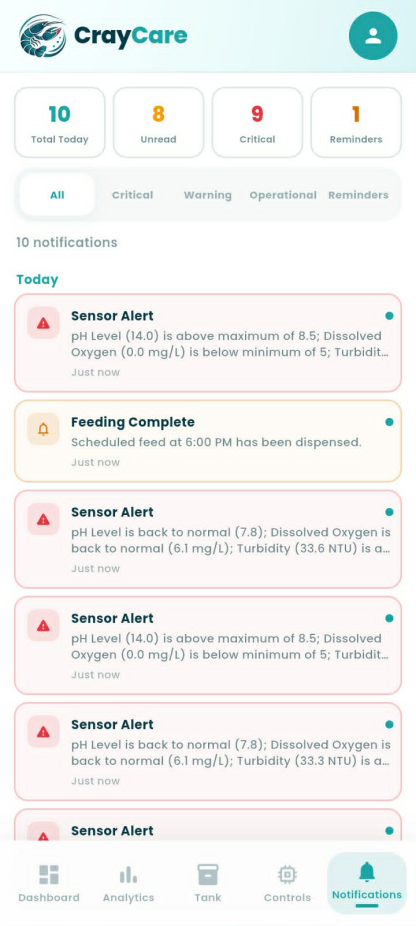 CrayCare
10
Total Today
8
Unread
9
Critical
1
Reminders
All
Critical
Warning
Operational
Reminders
10 notifications
Today
Sensor Alert
pH Level (14.0) is above maximum of 8.5; Dissolved
Oxygen (0.0 mg/L) is below minimum of 5; Turbidit...
Just now
Feeding Complete
Scheduled feed at 6:00 PM has been dispensed.
Just now
Sensor Alert
pH Level is back to normal (7.8); Dissolved Oxygen is
back to normal (6.1 mg/L); Turbidity (33.6 NTU) is a...
Just now
Sensor Alert
pH Level (14.0) is above maximum of 8.5; Dissolved
Oxygen (0.0 mg/L) is below minimum of 5; Turbidit...
Just now
Sensor Alert
pH Level is back to normal (7.8); Dissolved Oxygen is
back to normal (6.1 mg/L); Turbidity (33.3 NTU) is a...
Just now
Sensor Alert
Dashboard
Analytics
Tank
Controls
Notifications